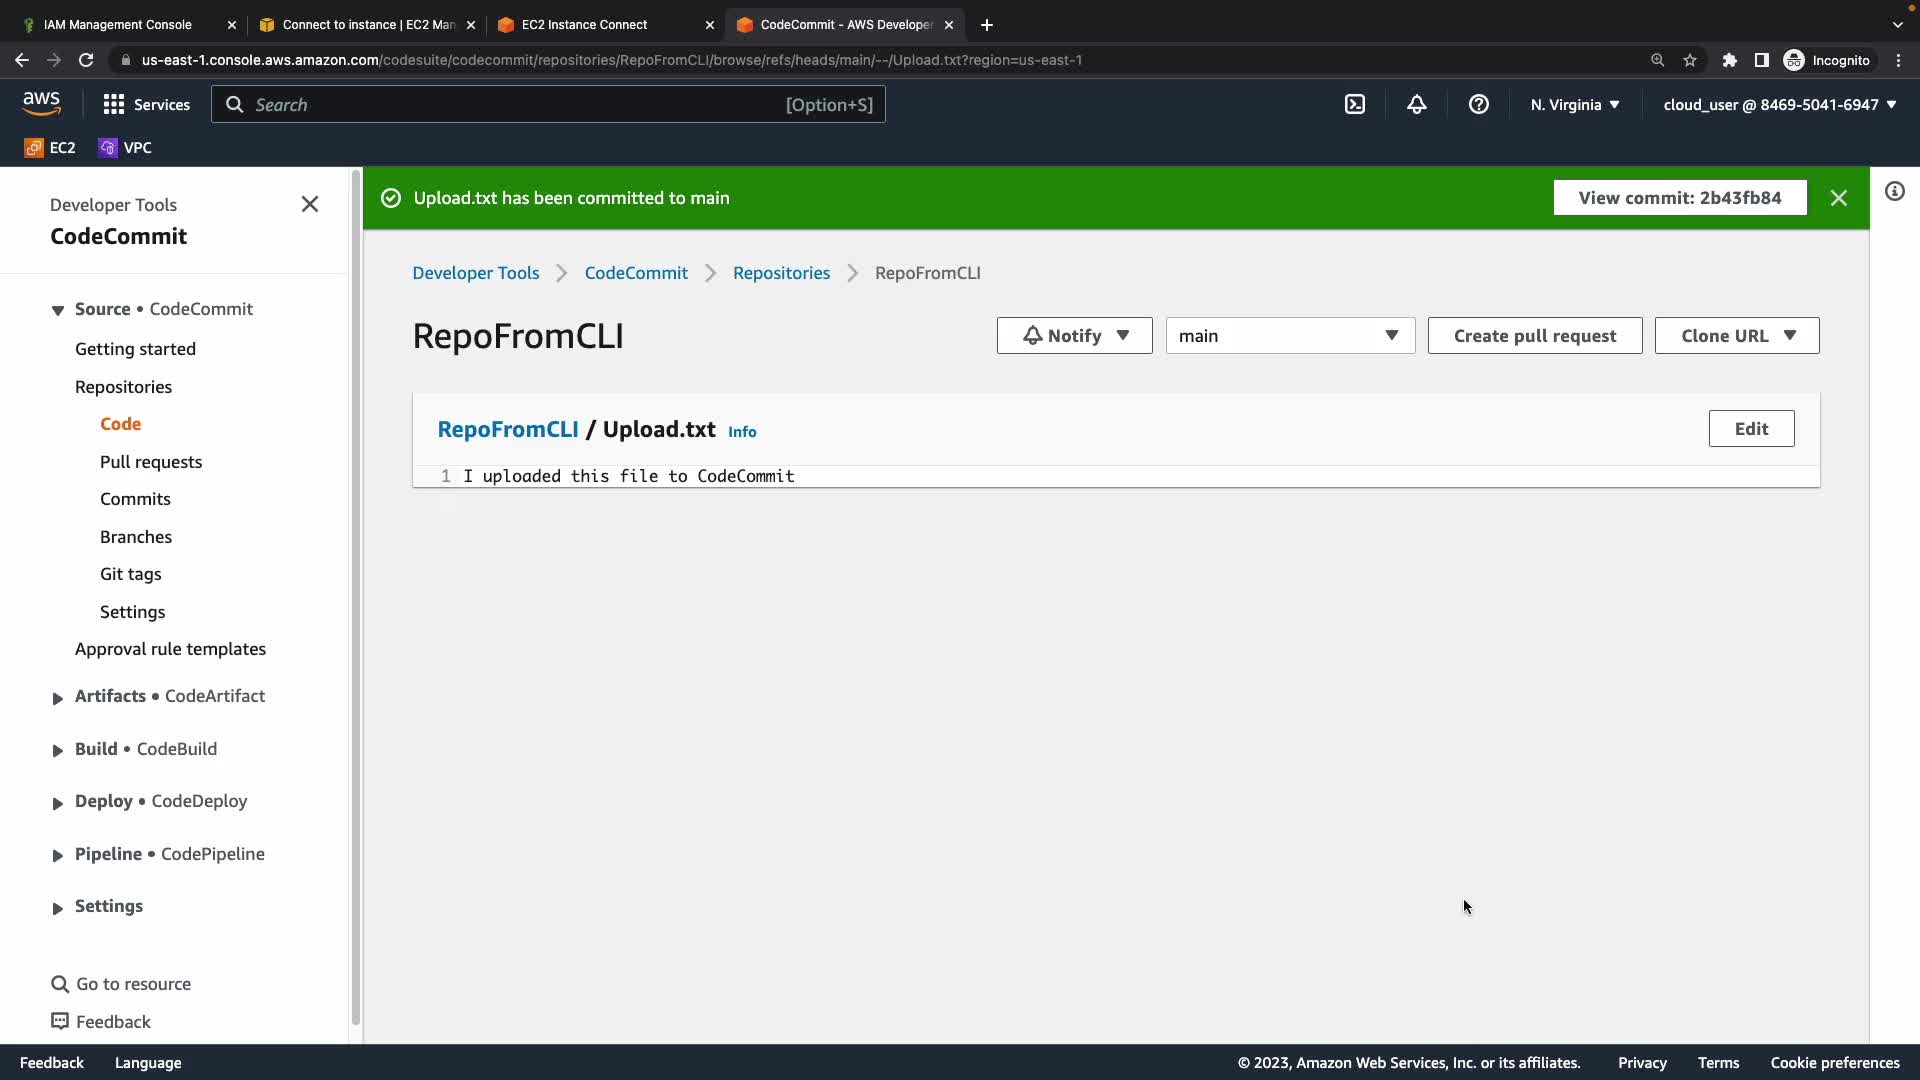 IAM Management Console
Connect to instance | EC2 Man
EC2 Instance Connect
CodeCommit - AWS Developer
us-east-1.console.aws.amazon.com/codesuite/codecommit/repositories/RepoFromCLI/browse/refs/heads/main/--/Upload.txt?region=us-east-1
Incognito
aws
Services
Search
[Option+S]
N. Virginia
cloud_user @ 8469-5041-6947
EC2
VPC
Developer Tools
CodeCommit
Source • CodeCommit
Getting started
Repositories
Code
Pull requests
Commits
Branches
Git tags
Settings
Approval rule templates
Artifacts • CodeArtifact
Build • CodeBuild
Deploy • CodeDeploy
Pipeline • CodePipeline
Settings
Go to resource
Feedback
Upload.txt has been committed to main
View commit: 2b43fb84
Developer Tools > CodeCommit > Repositories > RepoFromCLI
RepoFromCLI
Notify
main
Create pull request
Clone URL
RepoFromCLI / Upload.txt Info
Edit
1 I uploaded this file to CodeCommit
Feedback
Language
© 2023, Amazon Web Services, Inc. or its affiliates.
Privacy
Terms
Cookie preferences